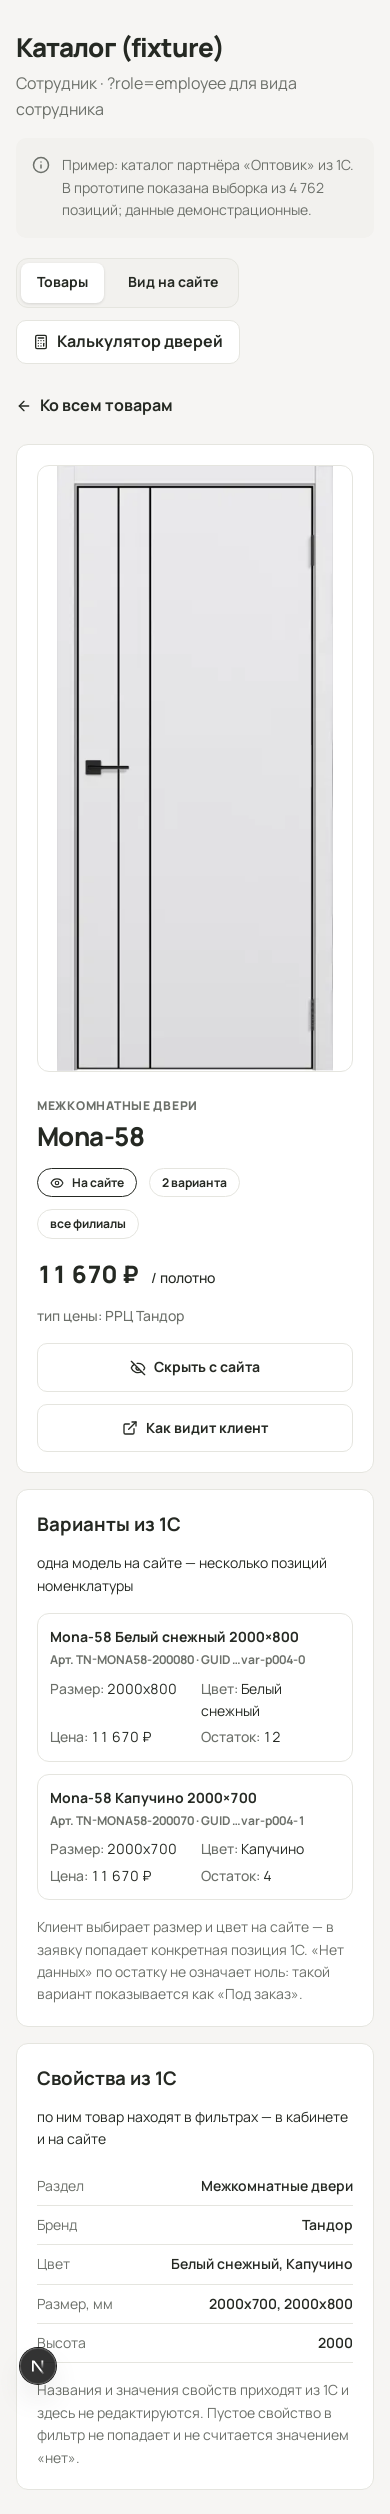 Каталог (fixture)
Сотрудник · ?role=employee для вида
сотрудника
Пример: каталог партнёра «Оптовик» из 1С.
В прототипе показана выборка из 4 762
позиций; данные демонстрационные.
Товары
Вид на сайте
Калькулятор дверей
Ко всем товарам
МЕЖКОМНАТНЫЕ ДВЕРИ
Mona-58
На сайте
2 варианта
все филиалы
11 670 ₽ / полотно
тип цены: РРЦ Тандор
Скрыть с сайта
Как видит клиент
Варианты из 1С
одна модель на сайте — несколько позиций
номенклатуры
Mona-58 Белый снежный 2000×800
Арт. TN-MONA58-200080 · GUID …var-p004-0
Размер: 2000x800 Цвет: Белый
снежный
Цена: 11 670 ₽ Остаток: 12
Mona-58 Капучино 2000×700
Арт. TN-MONA58-200070 · GUID …var-p004-1
Размер: 2000x700 Цвет: Капучино
Цена: 11 670 ₽ Остаток: 4
Клиент выбирает размер и цвет на сайте — в
заявку попадает конкретная позиция 1С. «Нет
данных» по остатку не означает ноль: такой
вариант показывается как «Под заказ».
Свойства из 1С
по ним товар находят в фильтрах — в кабинете
и на сайте
Раздел Межкомнатные двери
Бренд Тандор
Цвет Белый снежный, Капучино
Размер, мм 2000x700, 2000x800
Высота 2000
N
Названия и значения свойств приходят из 1С и
здесь не редактируются. Пустое свойство в
фильтр не попадает и не считается значением
«нет».